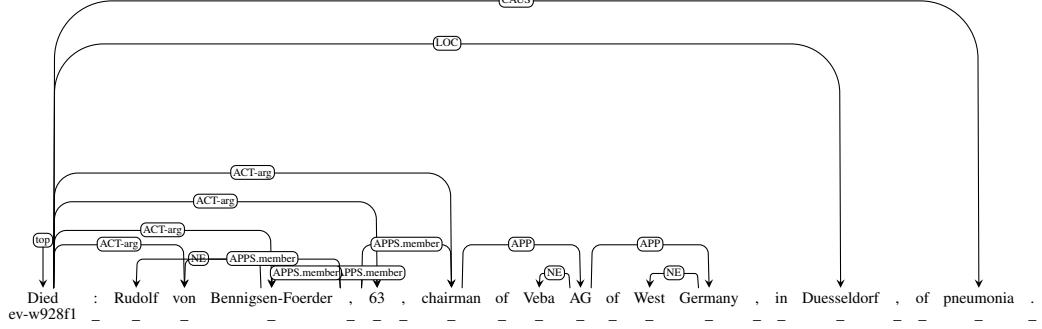 CAUS
LOC
ACT-arg
ACT-arg
ACT-arg
top ACT-arg NE APPS.member APPS.member APP APP
APPS.member APPS.member NE NE
Died : Rudolf von Bennigsen-Foerder , 63 , chairman of Veba AG of West Germany , in Duesseldorf , of pneumonia .
ev-w928f1 _ _ _ _ _ _ _ _ _ _ _ _ _ _ _ _ _ _ _ _ _